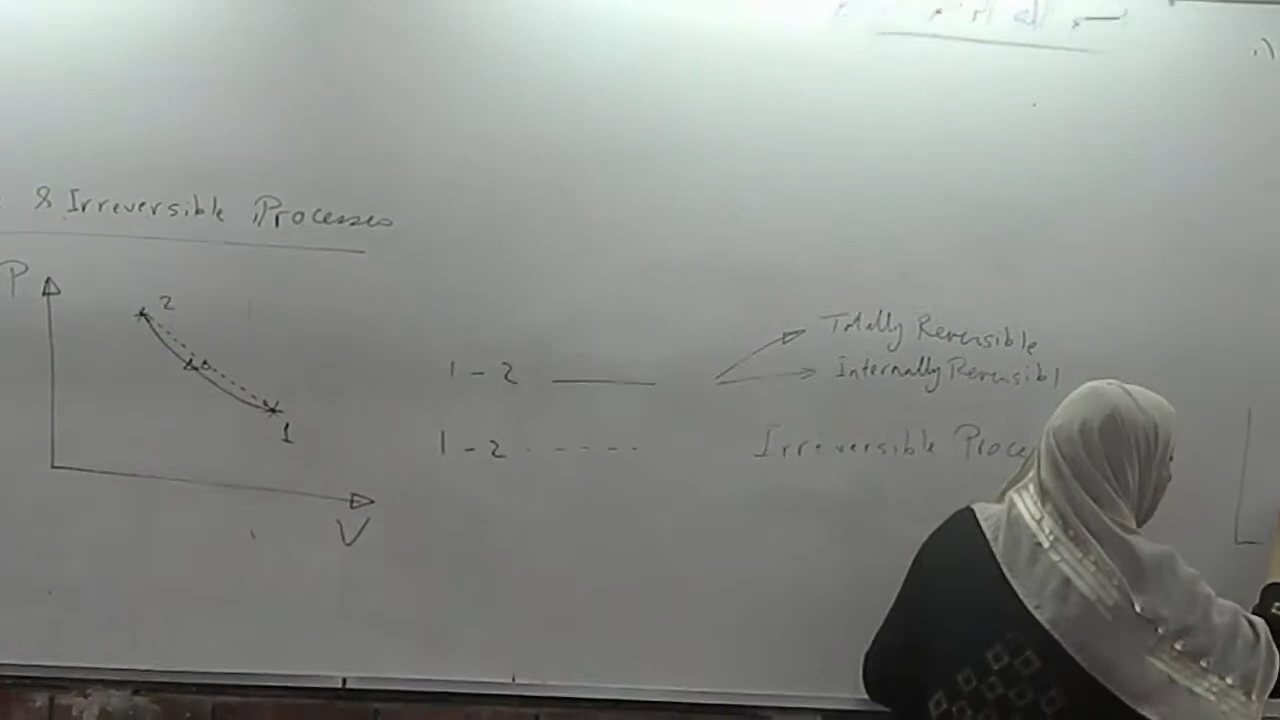 & Irreversible Processes
P
2
1
V
1-2
Totally Reversible
Internally Reversibl
1-2
Irreversible Proce